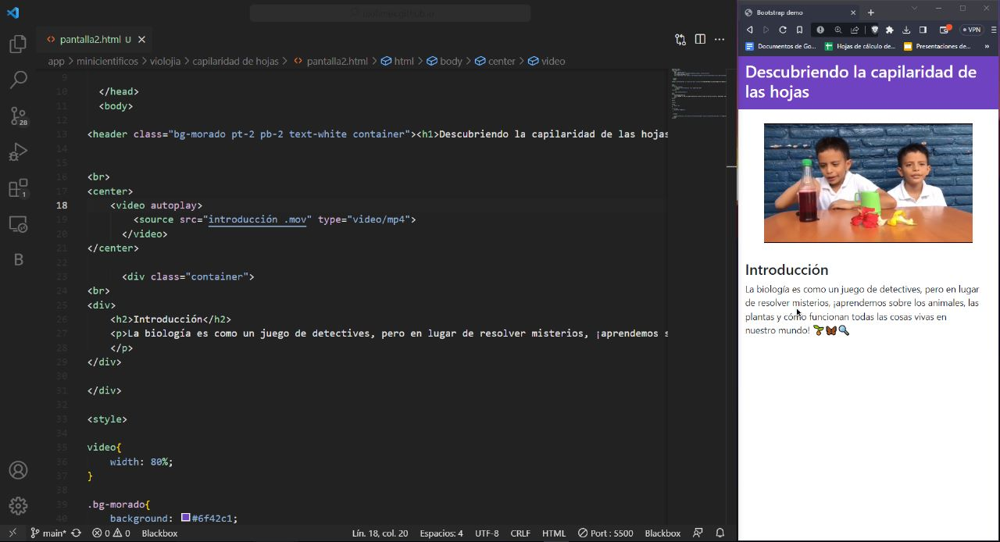 pantalla2.html U
app > minicientificos > violojia > capilaridad de hojas > pantalla2.html > html > body > center > video
9
10 </head>
11 <body>
12
13 <header class="bg-morado pt-2 pb-2 text-white container"><h1>Descubriendo la capilaridad de las hojas
14
15
16 <br>
17 <center>
18 <video autoplay>
19 <source src="introducción .mov" type="video/mp4">
20 </video>
21 </center>
22
23 <div class="container">
24 <br>
25 <div>
26 <h2>Introducción</h2>
27 <p>La biología es como un juego de detectives, pero en lugar de resolver misterios, ¡aprendemos s
28 </p>
29 </div>
30
31 </div>
32
33 <style>
34
35 video{
36 width: 80%;
37 }
38
39 .bg-morado{
40 background: #6f42c1;
28
1
B
main* 0 0 Blackbox Lín. 18, col. 20 Espacios: 4 UTF-8 CRLF HTML Port : 5500 Blackbox
Bootstrap demo
VPN
Documentos de Go... Hojas de cálculo de... Presentaciones de... »
Descubriendo la capilaridad de
las hojas
Introducción
La biología es como un juego de detectives, pero en lugar
de resolver misterios, ¡aprendemos sobre los animales, las
plantas y cómo funcionan todas las cosas vivas en
nuestro mundo! 🌱🦋🔍